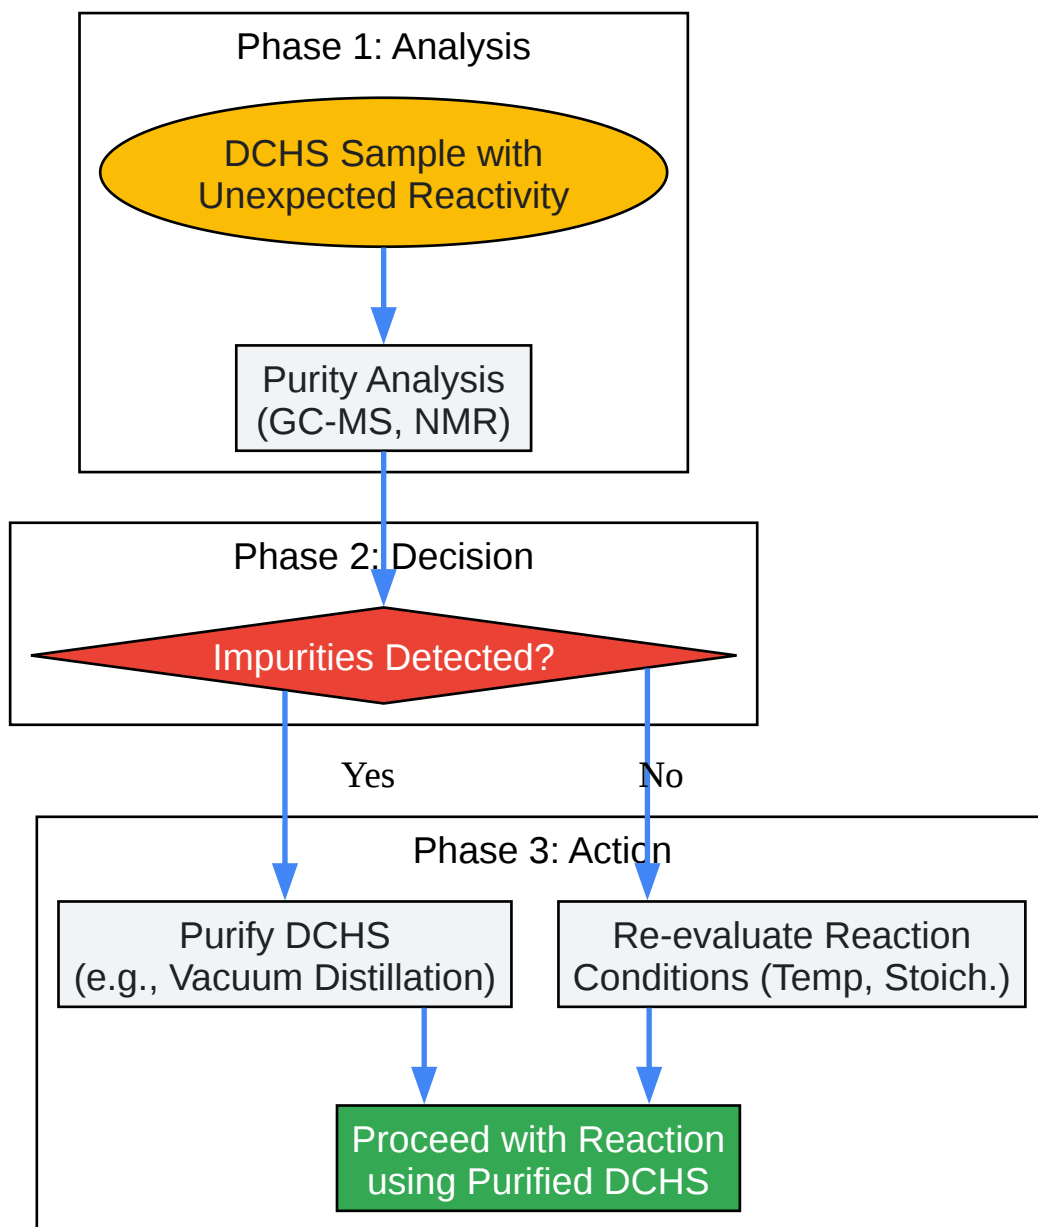 Phase 1: Analysis
DCHS Sample with
Unexpected Reactivity
Purity Analysis
(GC-MS, NMR)
Phase 2: Decision
Impurities Detected?
Yes
No
Phase 3: Action
Purify DCHS
(e.g., Vacuum Distillation)
Re-evaluate Reaction
Conditions (Temp, Stoich.)
Proceed with Reaction
using Purified DCHS